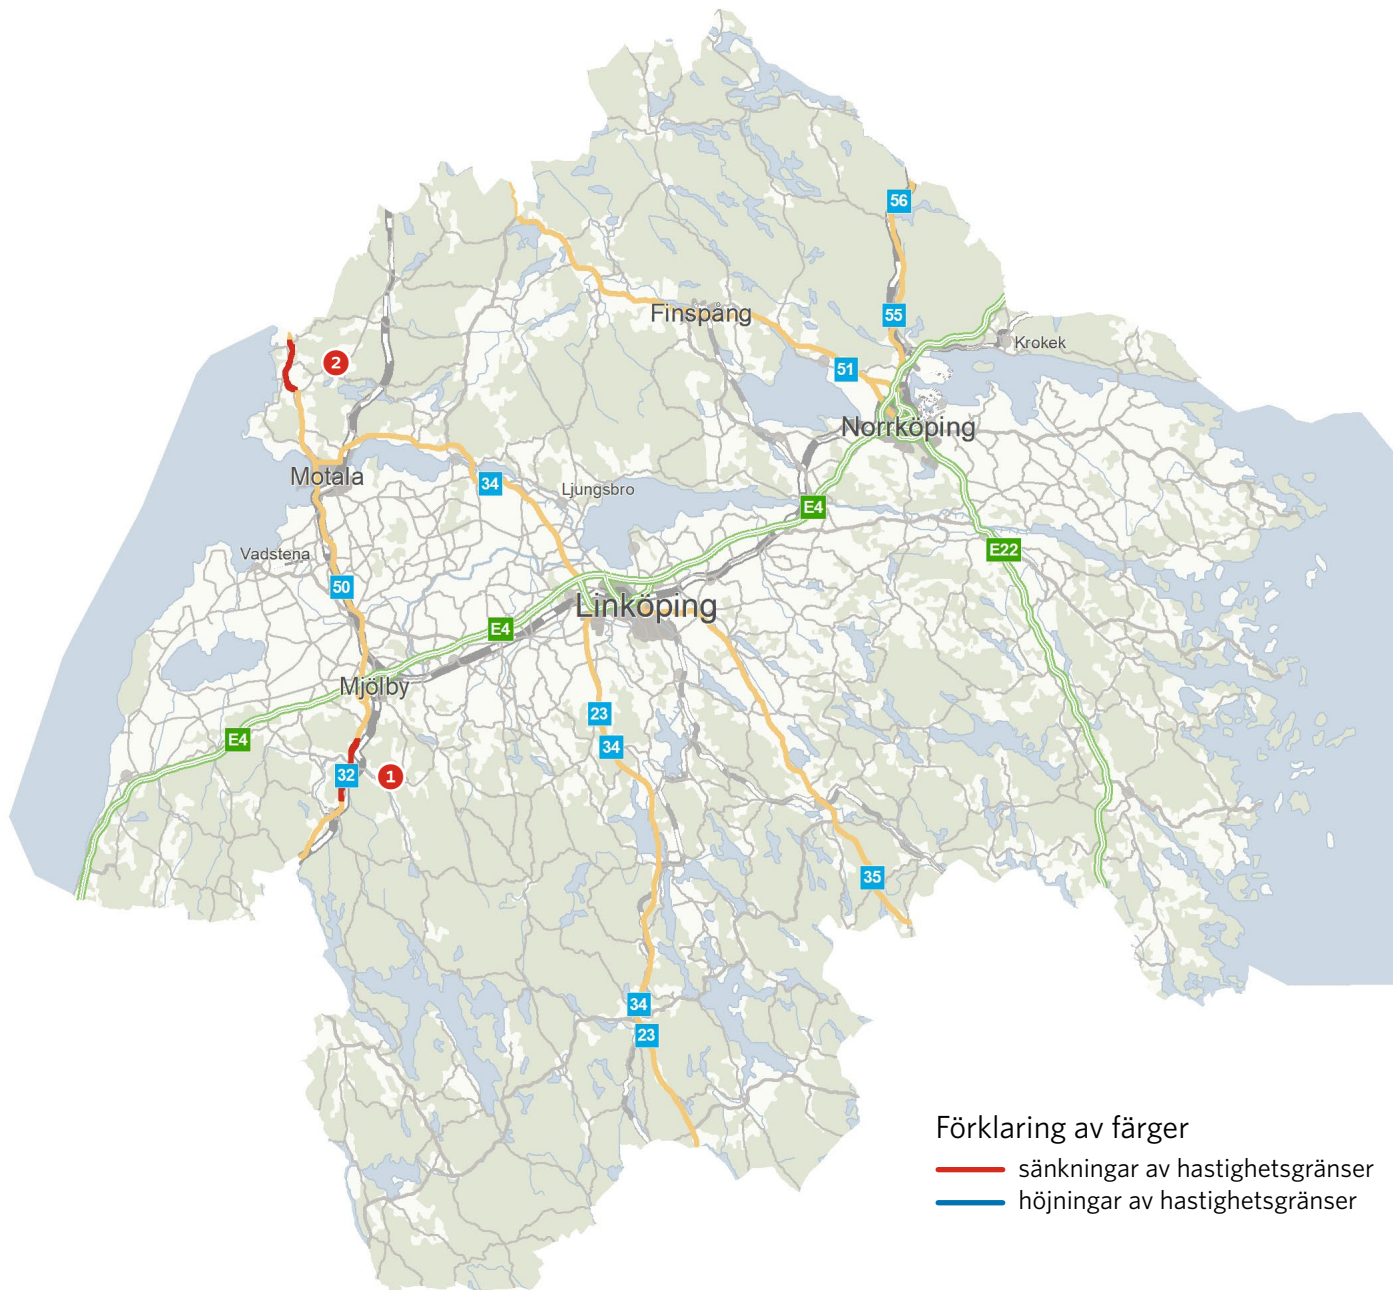 56
Finspång
55
Krokek
2
51
Norrköping
Motala
34
Ljungsbro
E4
Vadstena
E22
50
Linköping
E4
Mjölby
23
E4
34
32
1
35
34
23
Förklaring av färger
sänkningar av hastighetsgränser
höjningar av hastighetsgränser